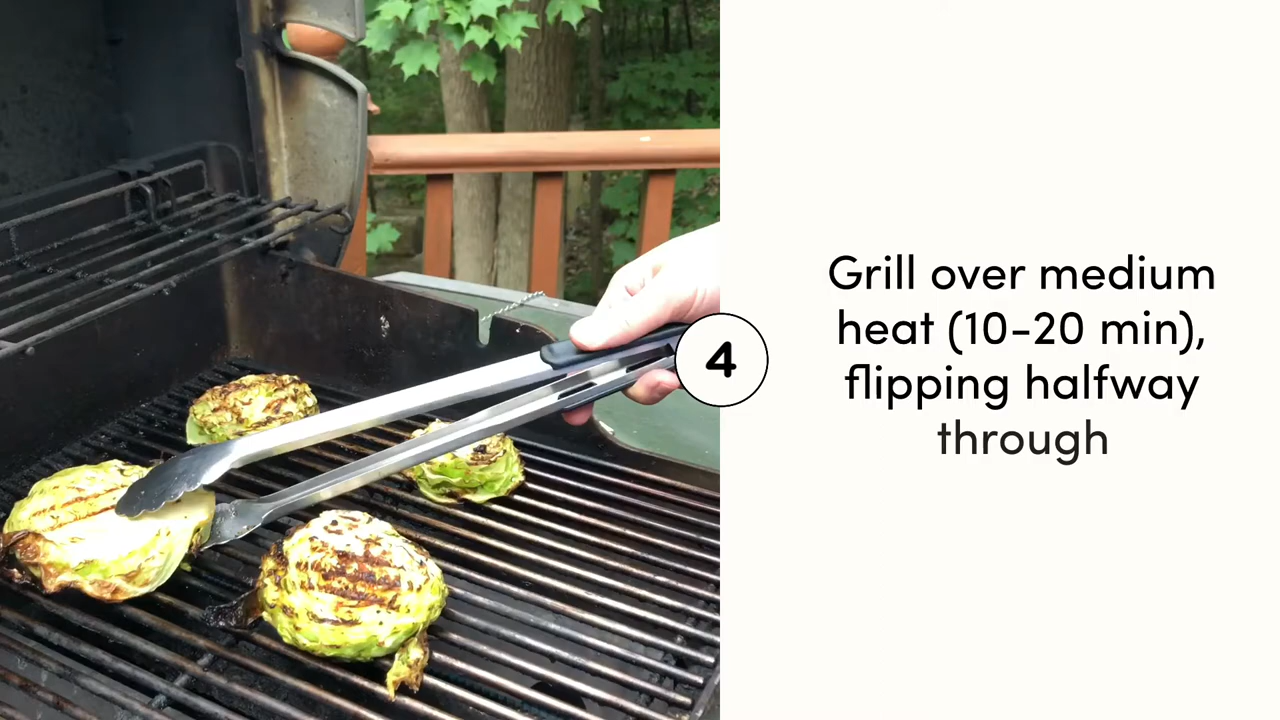 4
Grill over medium
heat (10-20 min),
flipping halfway
through